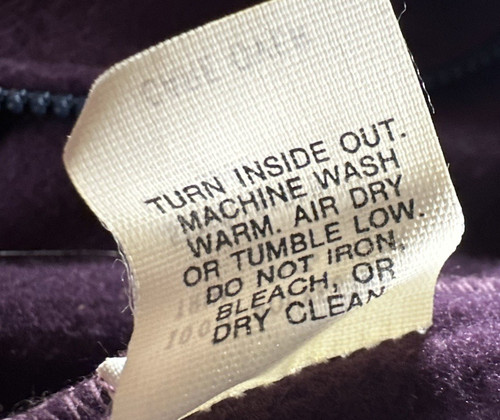 TURN INSIDE OUT.
MACHINE WASH
WARM. AIR DRY
OR TUMBLE LOW.
DO NOT IRON,
BLEACH, OR
DRY CLEAN